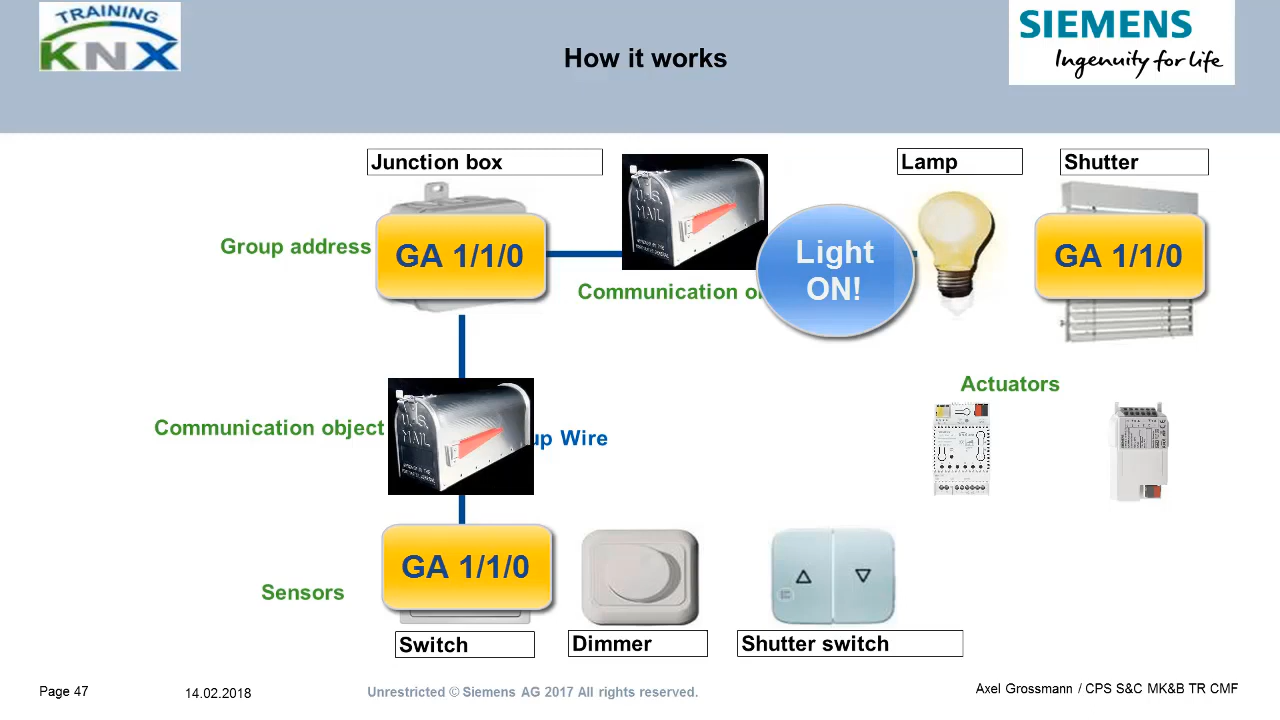 TRAINING
KNX
How it works
SIEMENS
Ingenuity for life
Junction box
Lamp
Shutter
U.S.
MAIL
Group address
GA 1/1/0
Light
ON!
GA 1/1/0
Communication o
Actuators
U.S.
MAIL
Communication object
up Wire
GA 1/1/0
Sensors
Switch
Dimmer
Shutter switch
Page 47
14.02.2018
Unrestricted © Siemens AG 2017 All rights reserved.
Axel Grossmann / CPS S&C MK&B TR CMF